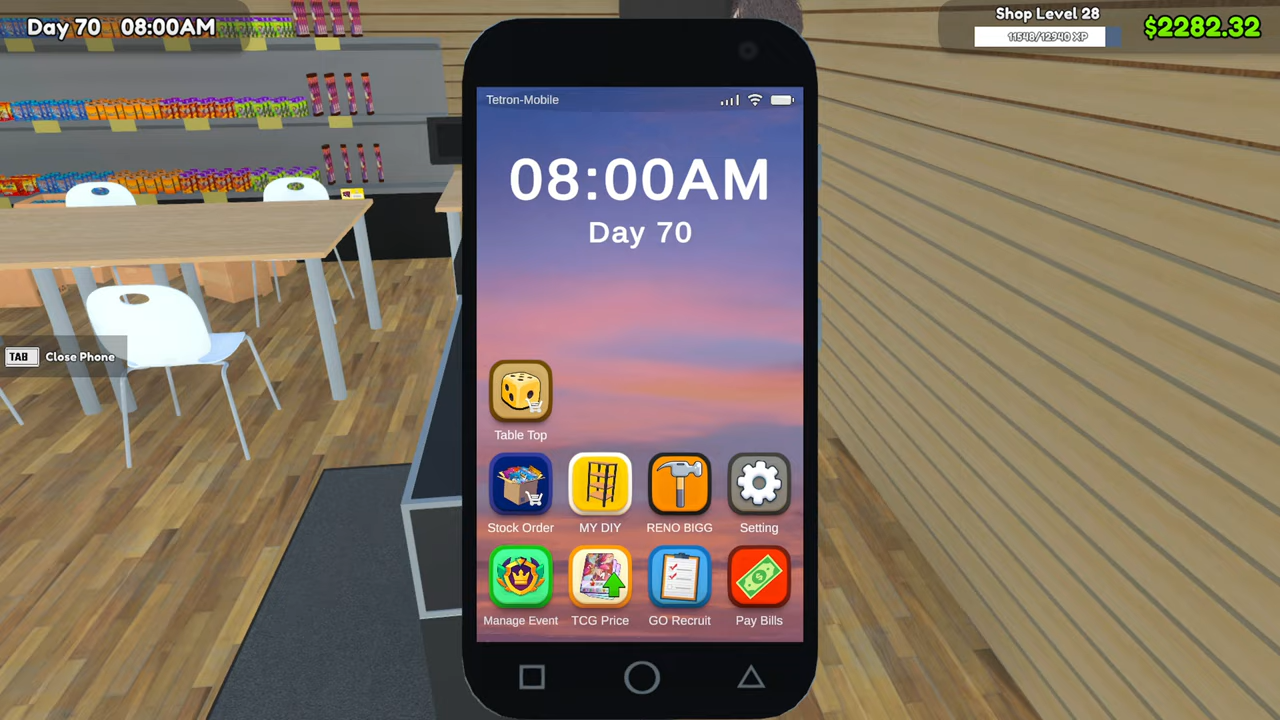 Day 70 08:00AM
Shop Level 28
11548/12940 XP
$2282.32
Tetron-Mobile
08:00AM
Day 70
TAB Close Phone
Table Top
Stock Order MY DIY RENO BIGG Setting
Manage Event TCG Price GO Recruit Pay Bills